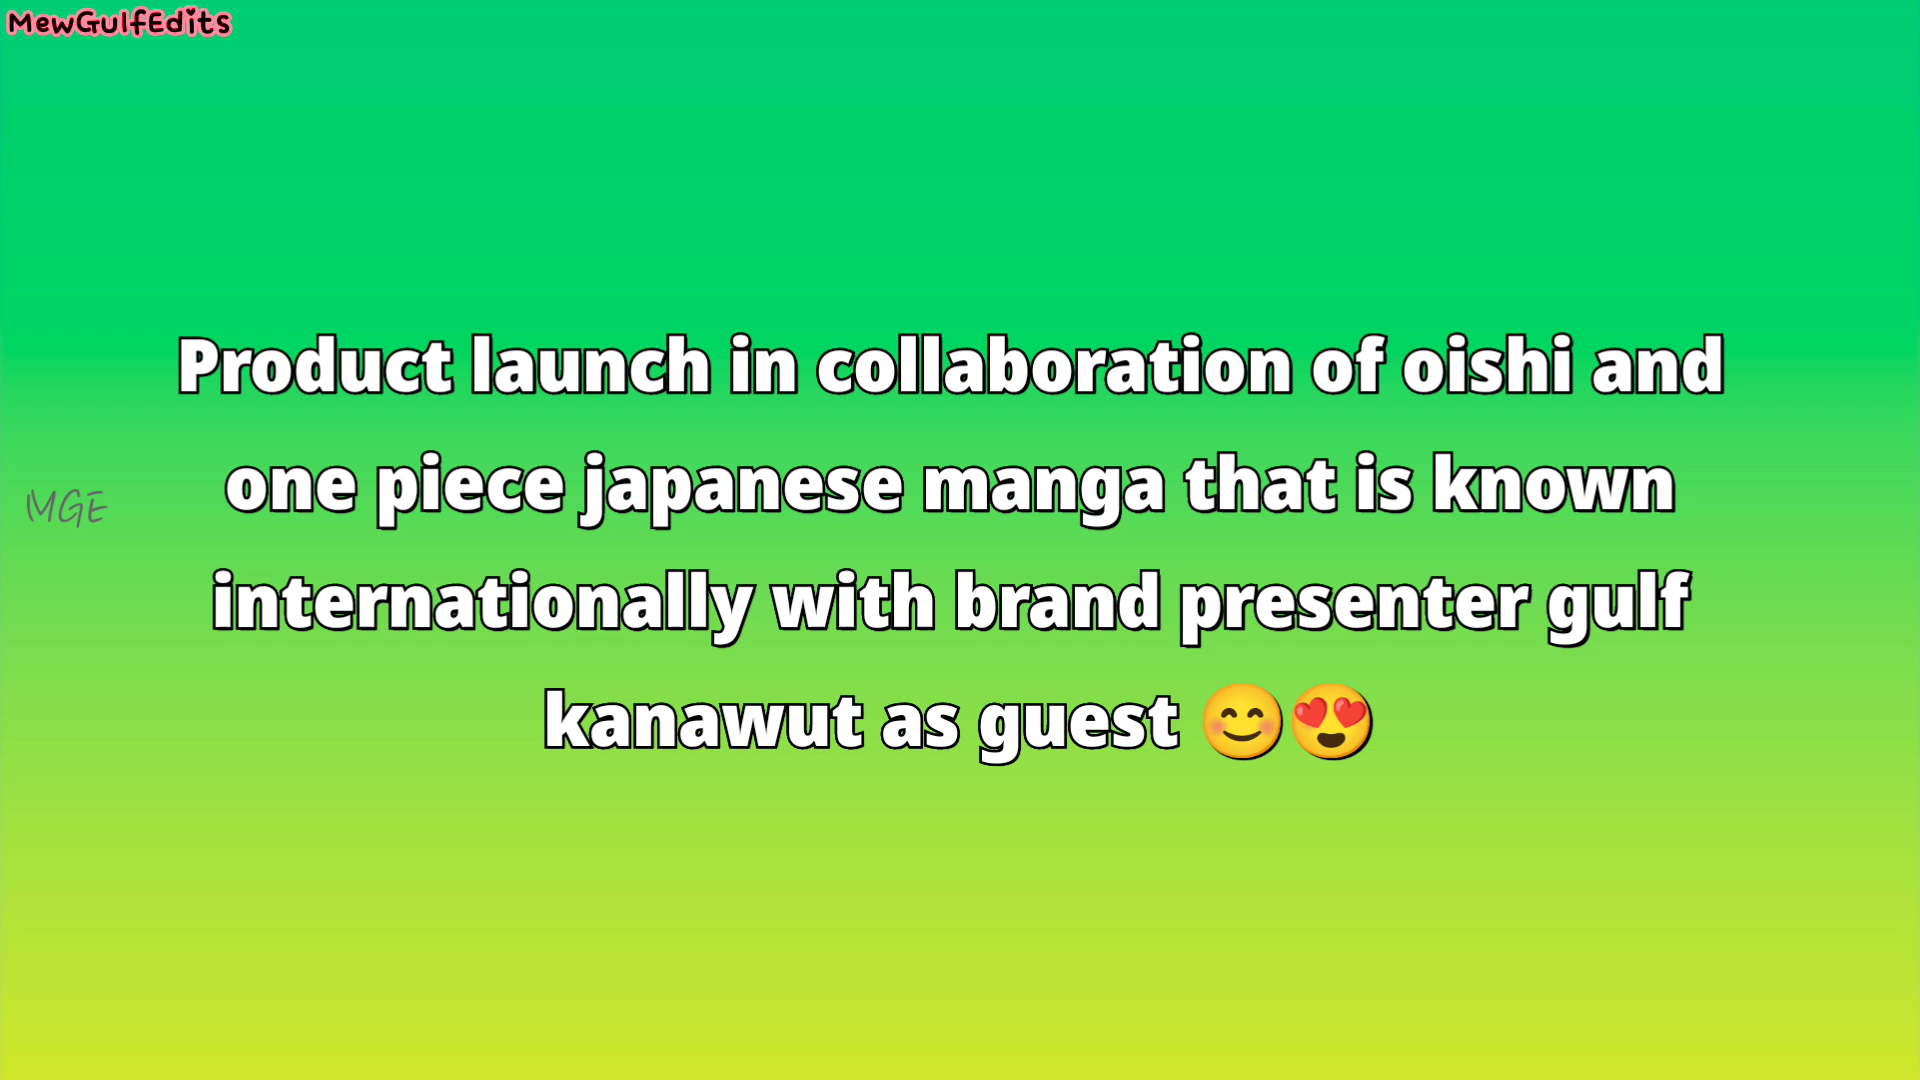 MewGulfEdits
Product launch in collaboration of oishi and
one piece japanese manga that is known
MGE
internationally with brand presenter gulf
kanawut as guest 😊😍